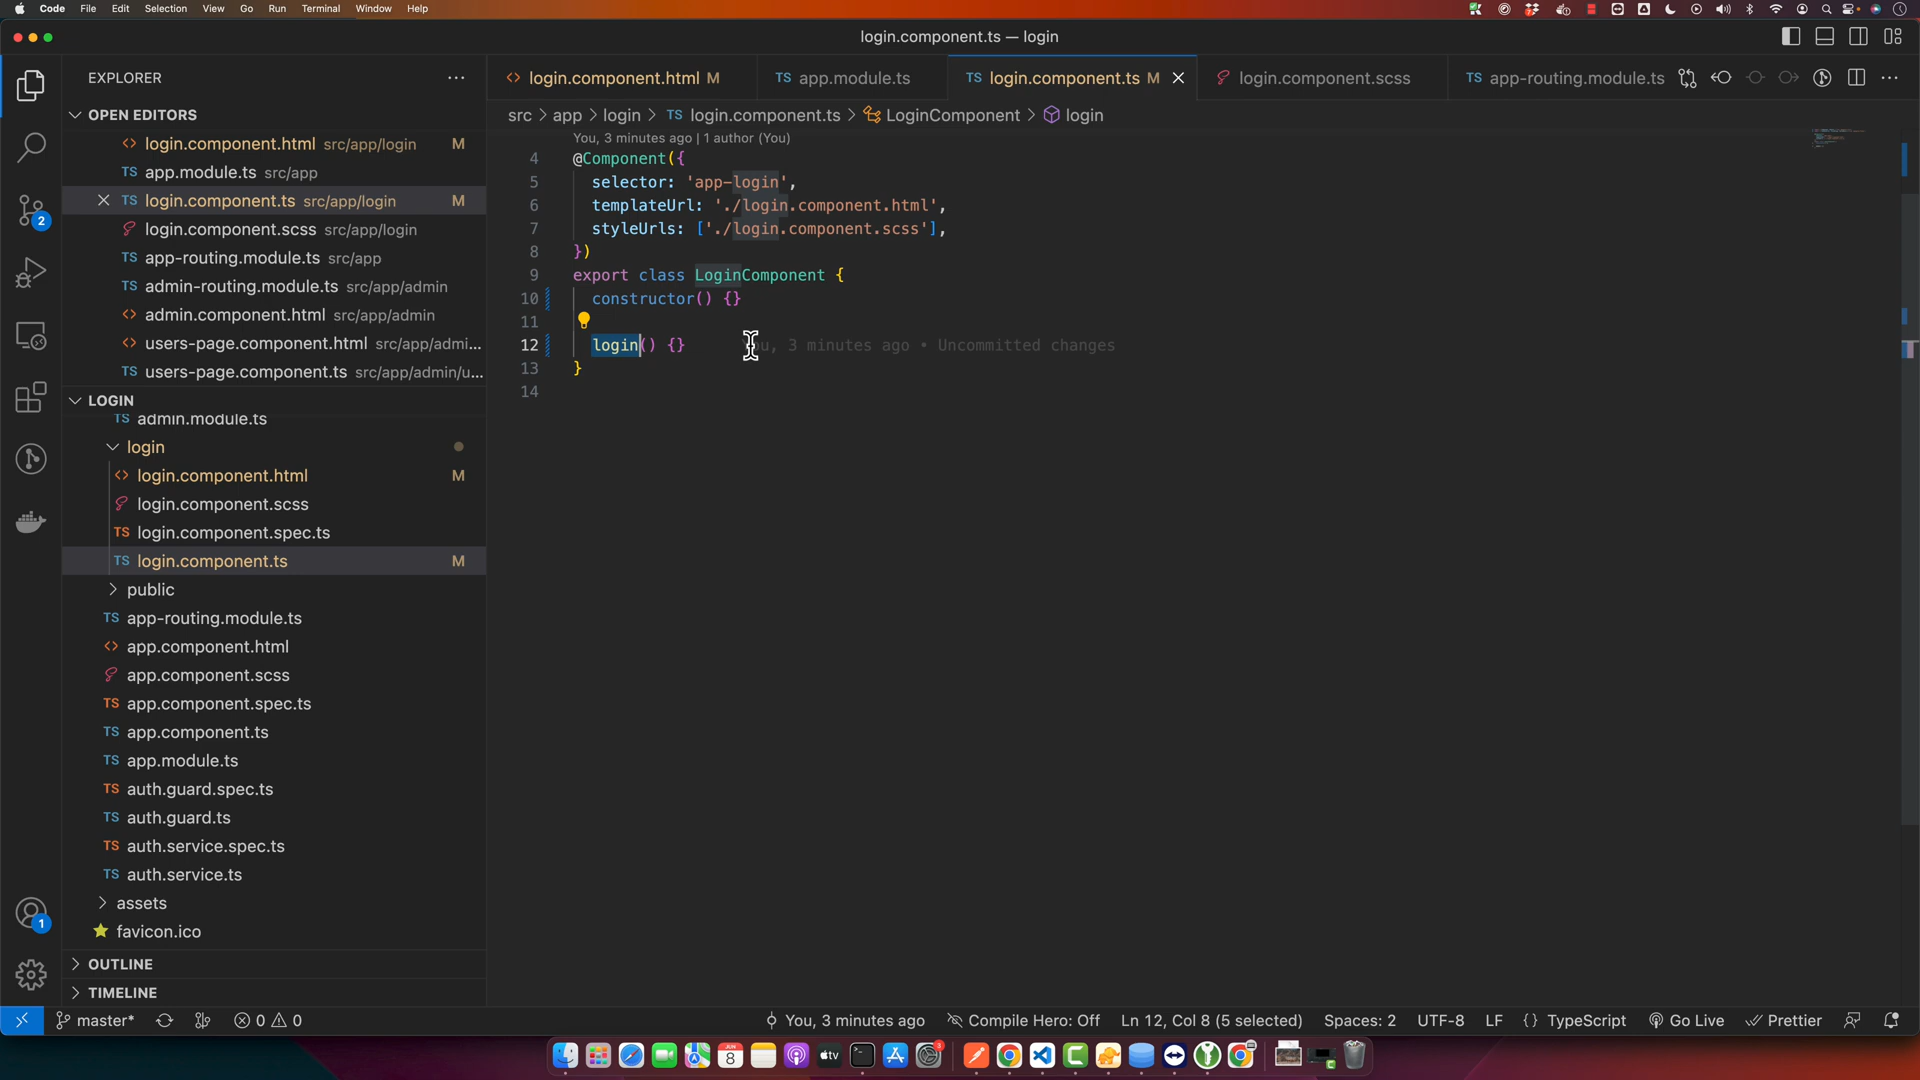 Code File Edit Selection View Go Run Terminal Window Help
login.component.ts — login
EXPLORER
OPEN EDITORS
login.component.html src/app/login M
app.module.ts src/app
login.component.ts src/app/login M
login.component.scss src/app/login
app-routing.module.ts src/app
admin-routing.module.ts src/app/admin
admin.component.html src/app/admin
users-page.component.html src/app/admi...
users-page.component.ts src/app/admin/u...
LOGIN
admin.module.ts
login
login.component.html M
login.component.scss
login.component.spec.ts
login.component.ts M
public
app-routing.module.ts
app.component.html
app.component.scss
app.component.spec.ts
app.component.ts
app.module.ts
auth.guard.spec.ts
auth.guard.ts
auth.service.spec.ts
auth.service.ts
assets
favicon.ico
OUTLINE
TIMELINE
login.component.html M app.module.ts login.component.ts M login.component.scss app-routing.module.ts
src > app > login > TS login.component.ts > LoginComponent > login
You, 3 minutes ago | 1 author (You)
4 @Component({
5 selector: 'app-login',
6 templateUrl: './login.component.html',
7 styleUrls: ['./login.component.scss'],
8 })
9 export class LoginComponent {
10 constructor() {}
11
12 login() {} You, 3 minutes ago • Uncommitted changes
13 }
14
master* 0 0 You, 3 minutes ago Compile Hero: Off Ln 12, Col 8 (5 selected) Spaces: 2 UTF-8 LF {} TypeScript Go Live Prettier
2
1
JUN
8
tv
3